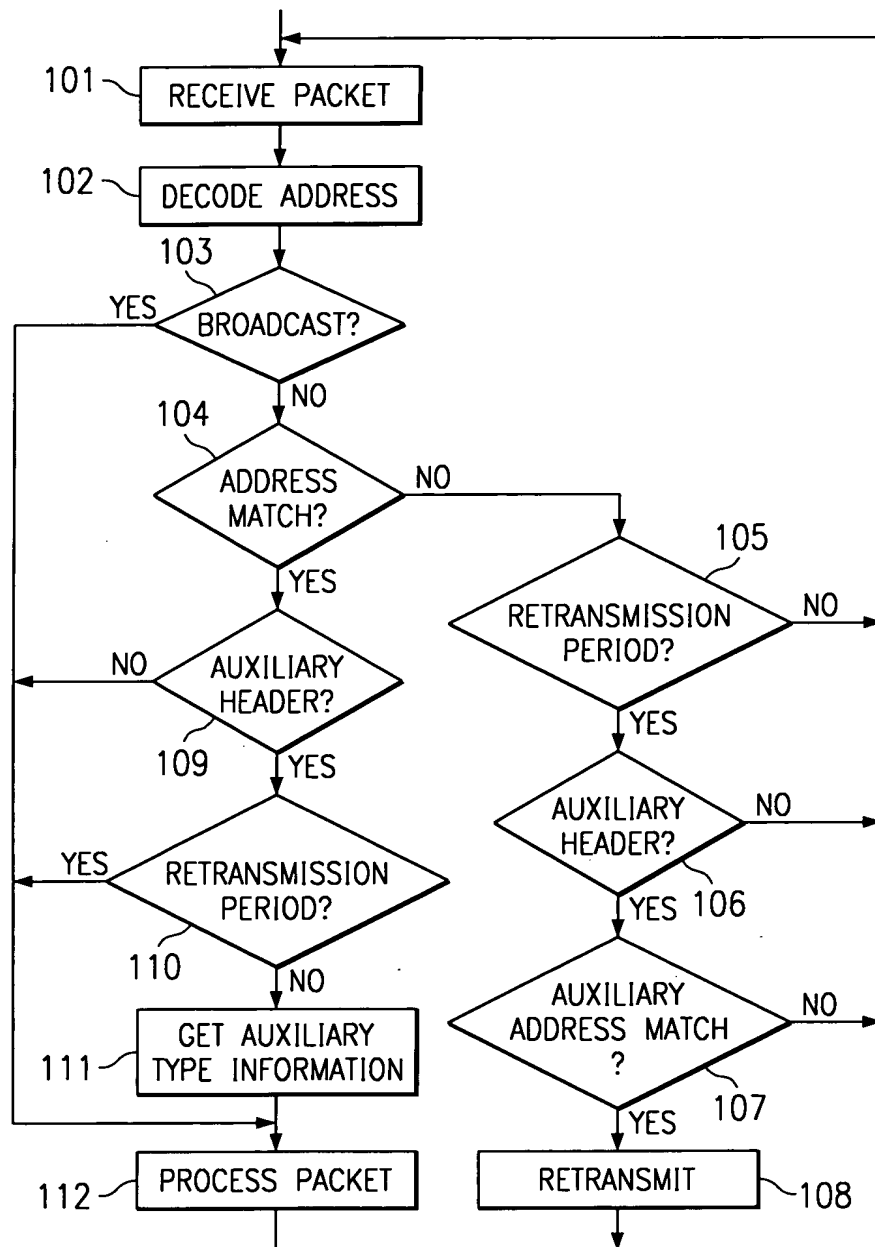 101
RECEIVE PACKET
102
DECODE ADDRESS
103
YES
BROADCAST?
NO
104
ADDRESS
MATCH?
NO
YES
105
RETRANSMISSION
PERIOD?
NO
YES
NO
AUXILIARY
HEADER?
109
YES
AUXILIARY
HEADER?
NO
106
YES
YES
RETRANSMISSION
PERIOD?
110
NO
AUXILIARY
ADDRESS MATCH
?
NO
107
YES
111
GET AUXILIARY
TYPE INFORMATION
112
PROCESS PACKET
RETRANSMIT
108